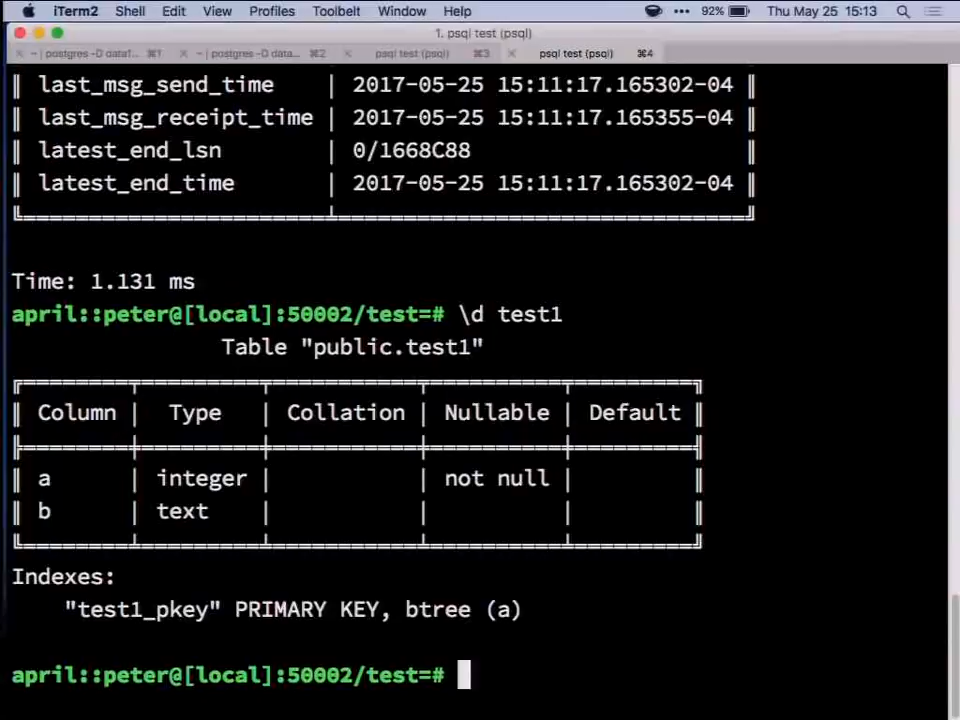 iTerm2 Shell Edit View Profiles Toolbelt Window Help 92% Thu May 25 15:13
1. psql test (psql)
~ | postgres -D data1... ⌘1 ~ | postgres -D data... ⌘2 psql test (psql) ⌘3 psql test (psql) ⌘4
last_msg_send_time | 2017-05-25 15:11:17.165302-04
last_msg_receipt_time | 2017-05-25 15:11:17.165355-04
latest_end_lsn | 0/1668C88
latest_end_time | 2017-05-25 15:11:17.165302-04
Time: 1.131 ms
april::peter@[local]:50002/test=# \d test1
Table "public.test1"
Column | Type | Collation | Nullable | Default
a | integer | | not null |
b | text | | |
Indexes:
"test1_pkey" PRIMARY KEY, btree (a)
april::peter@[local]:50002/test=#